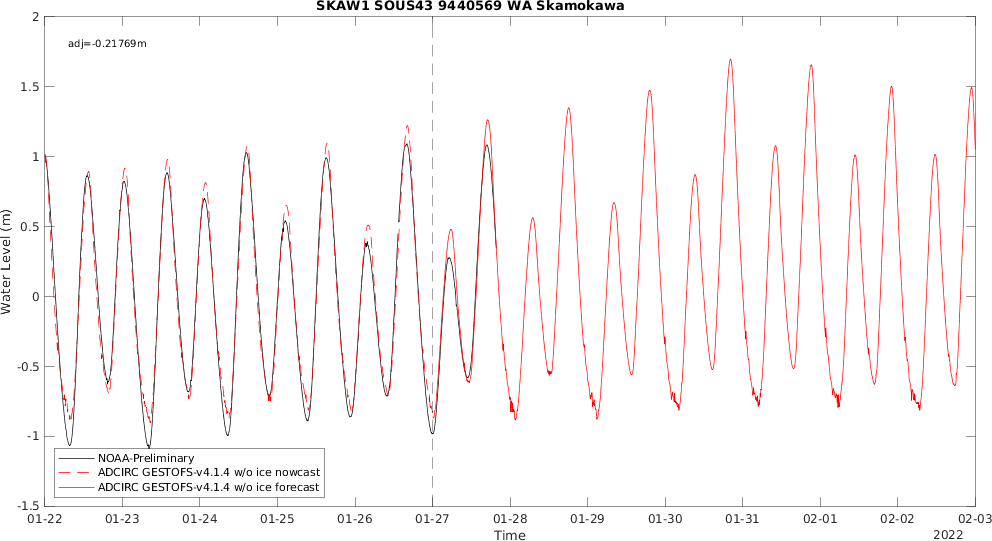 SKAW1 SOUS43 9440569 WA Skamokawa
adj=-0.21769m
Water Level (m)
2
1.5
1
0.5
0
-0.5
-1
-1.5
NOAA-Preliminary
ADCIRC GESTOFS-v4.1.4 w/o ice nowcast
ADCIRC GESTOFS-v4.1.4 w/o ice forecast
01-22 01-23 01-24 01-25 01-26 01-27 01-28 01-29 01-30 01-31 02-01 02-02 02-03
Time
2022